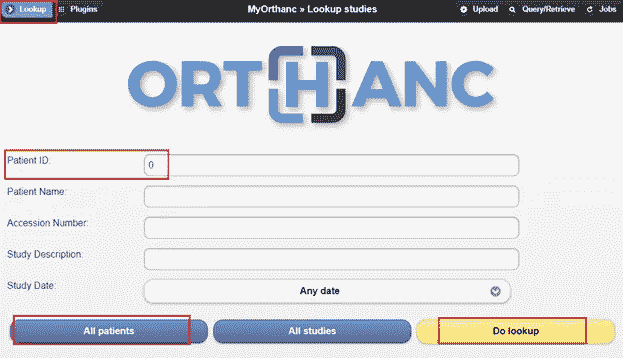 Lookup Plugins MyOrthanc » Lookup studies Upload Query/Retrieve Jobs
ORTHANC
Patient ID: 0
Patient Name:
Accession Number:
Study Description:
Study Date: Any date
All patients All studies Do lookup